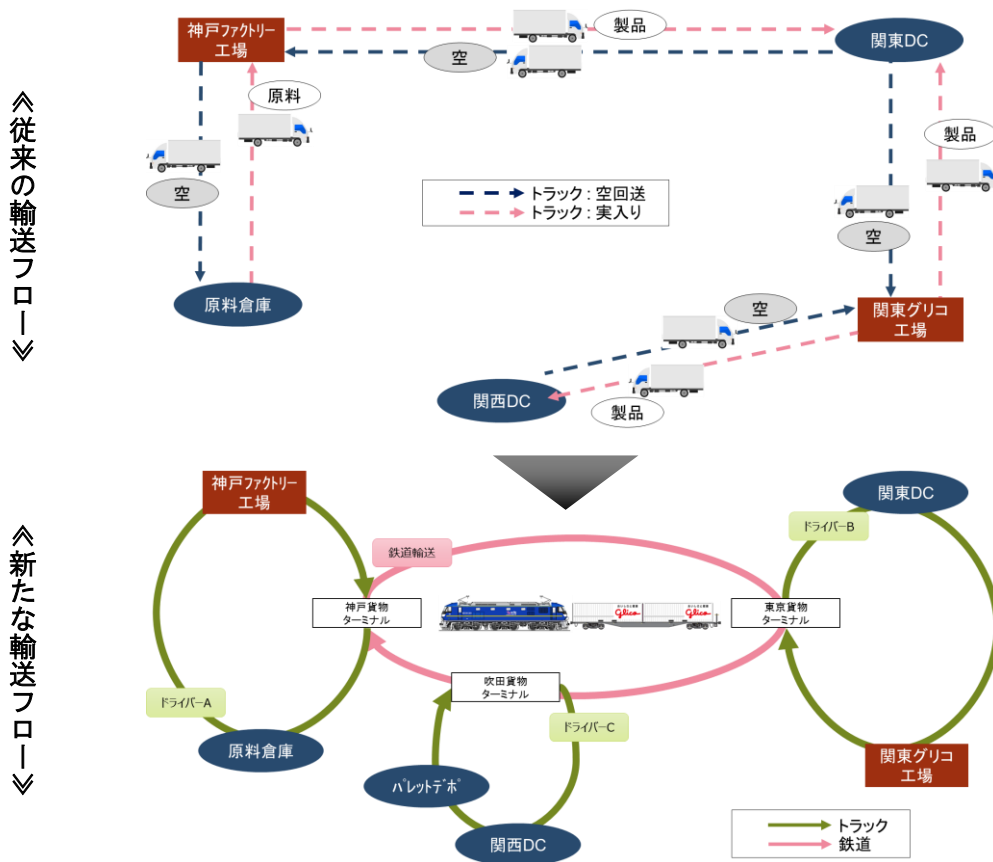 ≪従来の輸送フロー≫
神戸ファクトリー
工場
製品
関東DC
空
原料
空
製品
トラック：空回送
トラック：実入り
空
原料倉庫
空
関東グリコ
工場
関西DC
製品
≪新たな輸送フロー≫
神戸ファクトリー
工場
関東DC
ドライバーB
鉄道輸送
神戸貨物
ターミナル
Glico
Glico
東京貨物
ターミナル
吹田貨物
ターミナル
ドライバーA
ドライバーC
原料倉庫
関東グリコ
工場
パレットデポ
関西DC
トラック
鉄道